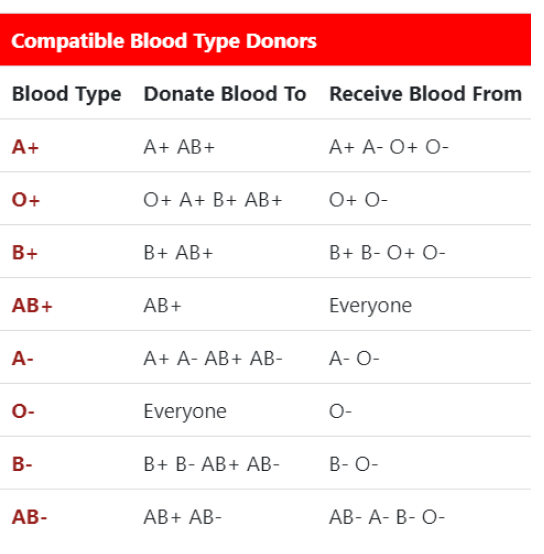 Compatible Blood Type Donors
Blood Type Donate Blood To Receive Blood From
A+ A+ AB+ A+ A- O+ O-
O+ O+ A+ B+ AB+ O+ O-
B+ B+ AB+ B+ B- O+ O-
AB+ AB+ Everyone
A- A+ A- AB+ AB- A- O-
O- Everyone O-
B- B+ B- AB+ AB- B- O-
AB- AB+ AB- AB- A- B- O-